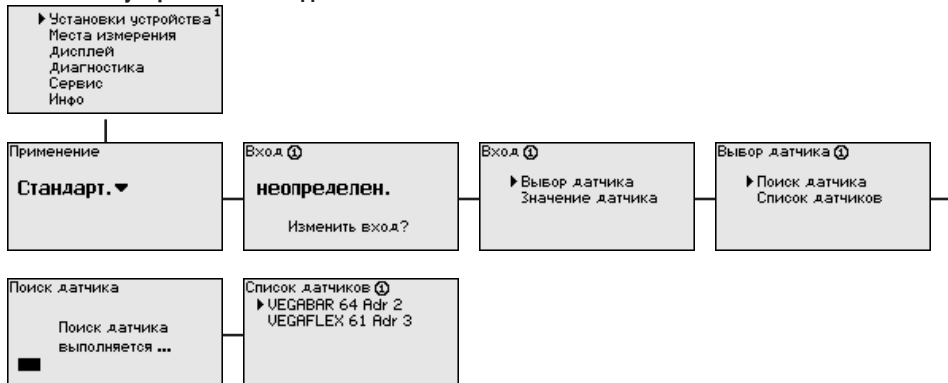 Установки устройства 1
Места измерения
Дисплей
Диагностика
Сервис
Инфо
Применение
Стандарт.
Вход ①
неопределен.
Изменить вход?
Вход ①
Выбор датчика
Значение датчика
Выбор датчика ①
Поиск датчика
Список датчиков
Поиск датчика
Поиск датчика
выполняется ...
Список датчиков ①
VEGABAR 64 Adr 2
VEGAFLEX 61 Adr 3